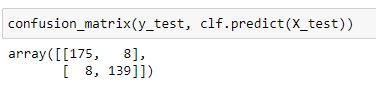 confusion_matrix(y_test, clf.predict(X_test))
array([[175,   8],
       [  8, 139]])